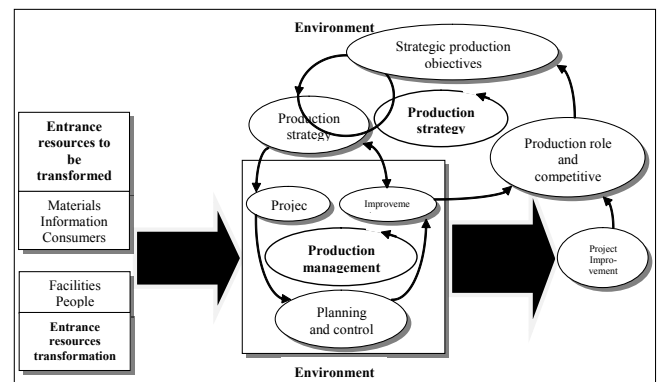 Environment
Strategic production
objectives
Production
strategy
Production
strategy
Entrance
resources to
be
transformed
Materials
Information
Consumers
Production role
and
competitive
Projec
Improveme
Production
management
Project
Impro-
vement
Facilities
People
Entrance
resources
transformation
Planning
and control
Environment